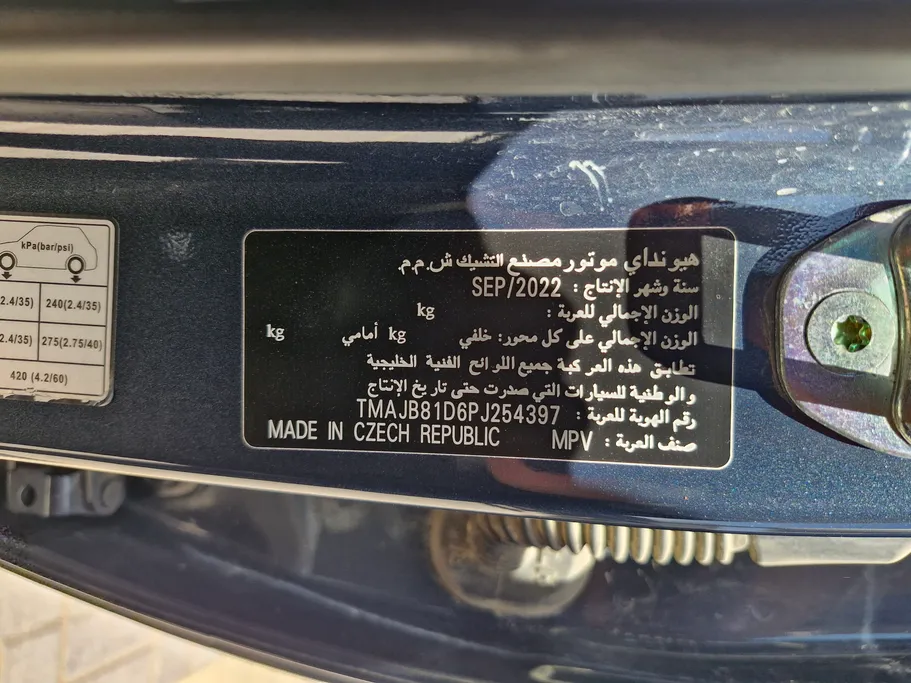 kPa(bar/psi)
2.4/35) 240(2.4/35)
2.4/35) 275(2.75/40)
420 (4.2/60)
هيونداي موتور مصنع التشيك ش.م.م.
سنة وشهر الإنتاج : SEP/2022
الوزن الإجمالي للعربة : kg
الوزن الإجمالي على كل محور: خلفي kg أمامي kg
تطابق هذه المركبة جميع اللوائح الفنية الخليجية
والوطنية للسيارات التي صدرت حتى تاريخ الإنتاج
رقم الهوية للعربة : TMAJB81D6PJ254397
صنف العربة : MPV MADE IN CZECH REPUBLIC